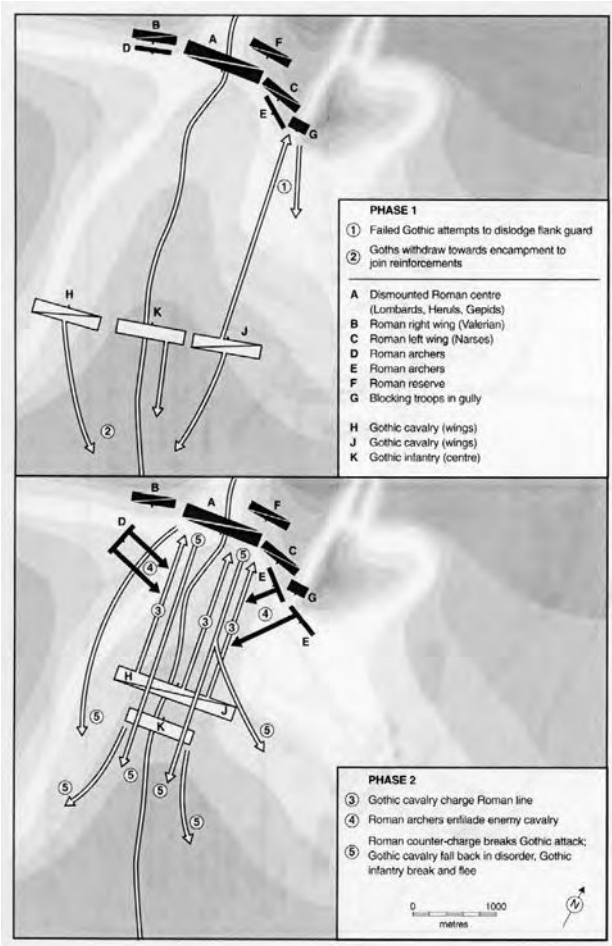 B
A
F
D
C
E
G
1
H
K
J
2
PHASE 1
1 Failed Gothic attempts to dislodge flank guard
2 Goths withdraw towards encampment to
join reinforcements
A Dismounted Roman centre
(Lombards, Heruls, Gepids)
B Roman right wing (Valerian)
C Roman left wing (Narses)
D Roman archers
E Roman archers
F Roman reserve
G Blocking troops in gully
H Gothic cavalry (wings)
J Gothic cavalry (wings)
K Gothic infantry (centre)
B
A
F
D
5
5
C
4
E
G
3
3
3
4
E
H
J
K
5
5
5
5
5
5
PHASE 2
3 Gothic cavalry charge Roman line
4 Roman archers enfilade enemy cavalry
5 Roman counter-charge breaks Gothic attack;
Gothic cavalry fall back in disorder, Gothic
infantry break and flee
0 1000
metres
N